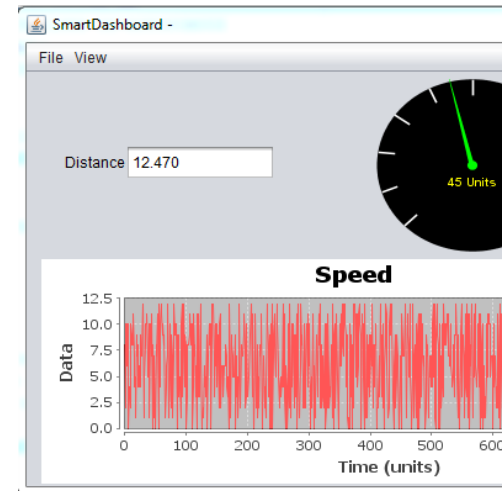 SmartDashboard -
File View
Distance 12.470
45 Units
Speed
12.5
10.0
7.5
5.0
2.5
0.0
Data
0 100 200 300 400 500 600
Time (units)